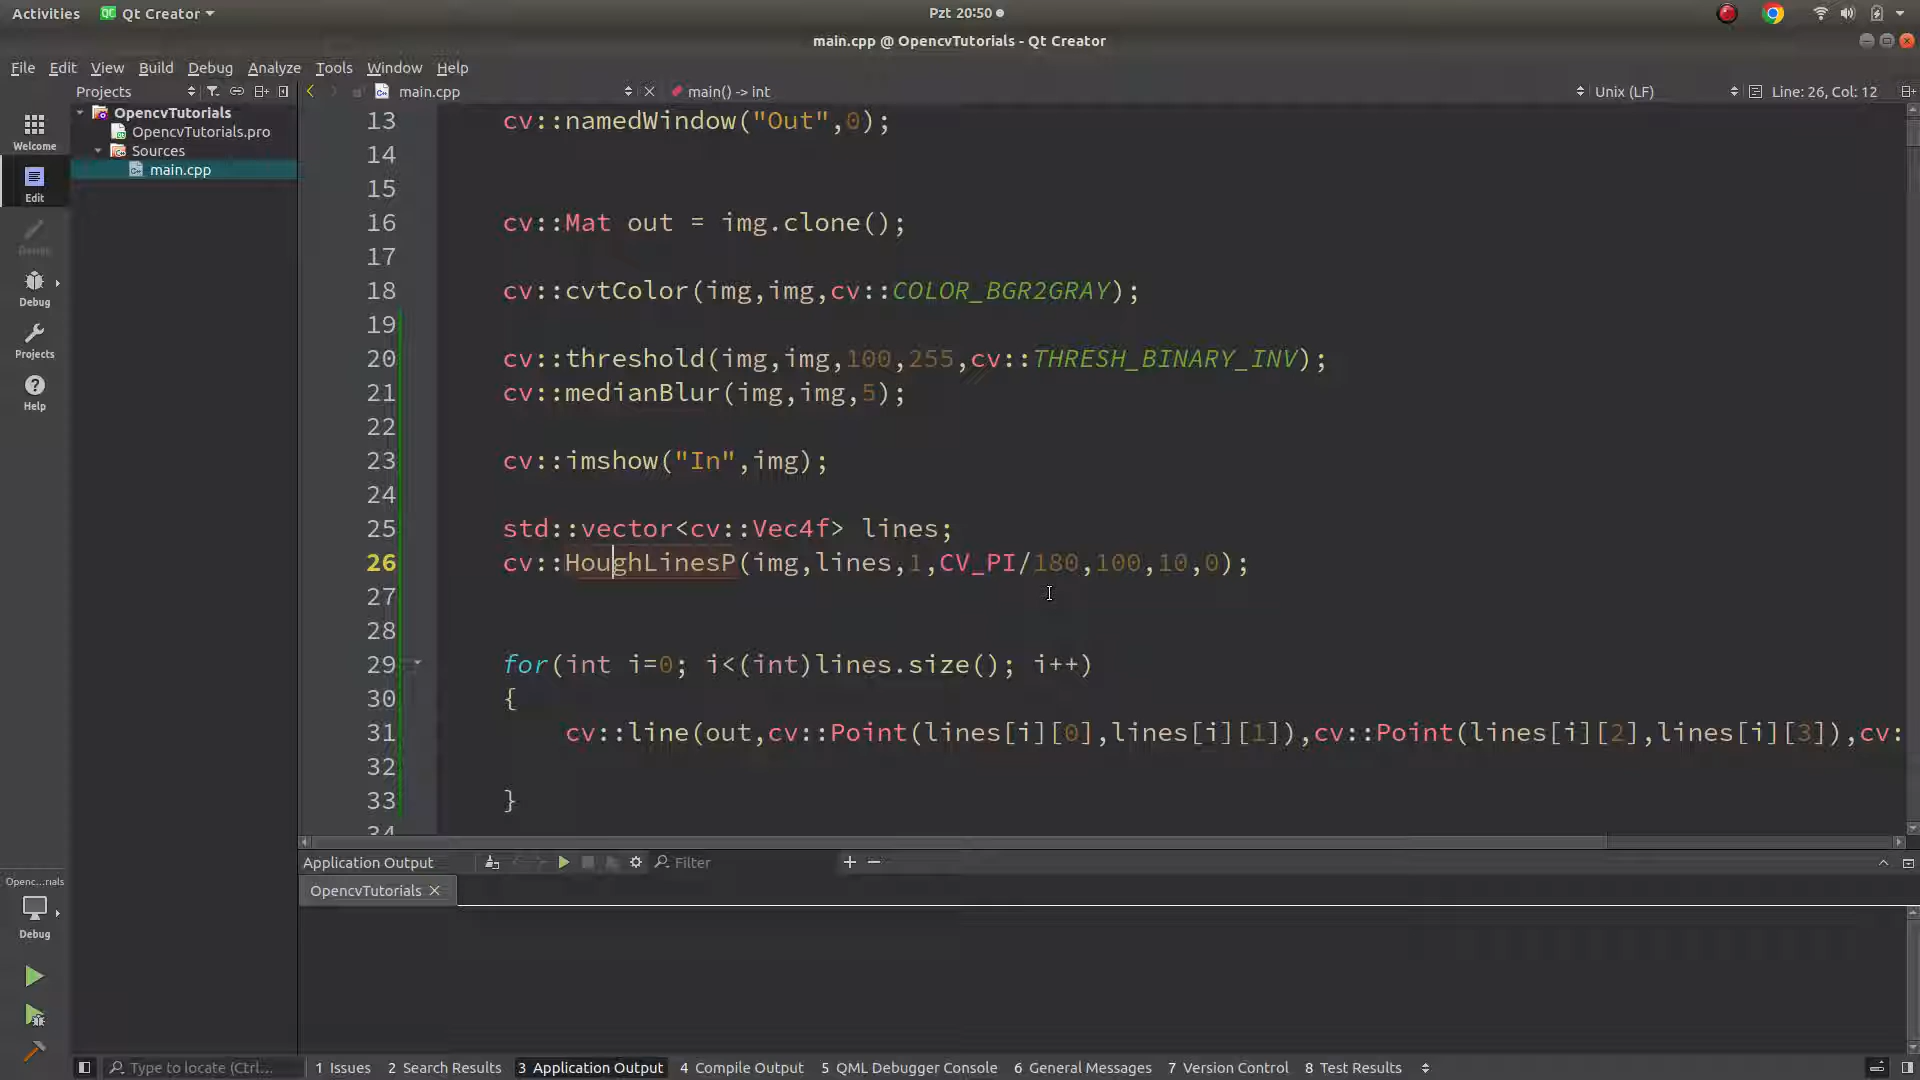 Activities Qt Creator Pzt 20:50
main.cpp @ OpencvTutorials - Qt Creator
File Edit View Build Debug Analyze Tools Window Help
Projects main.cpp main() -> int Unix (LF) Line: 26, Col: 12
OpencvTutorials
OpencvTutorials.pro
Sources
main.cpp
Welcome
Edit
Design
Debug
Projects
Help
13 cv::namedWindow("Out",0);
14
15
16 cv::Mat out = img.clone();
17
18 cv::cvtColor(img,img,cv::COLOR_BGR2GRAY);
19
20 cv::threshold(img,img,100,255,cv::THRESH_BINARY_INV);
21 cv::medianBlur(img,img,5);
22
23 cv::imshow("In",img);
24
25 std::vector<cv::Vec4f> lines;
26 cv::HoughLinesP(img,lines,1,CV_PI/180,100,10,0);
27
28
29 for(int i=0; i<(int)lines.size(); i++)
30 {
31 cv::line(out,cv::Point(lines[i][0],lines[i][1]),cv::Point(lines[i][2],lines[i][3]),cv:
32
33 }
34
Application Output Filter
OpencvTutorials
Openc...rials
Debug
Type to locate (Ctrl... 1 Issues 2 Search Results 3 Application Output 4 Compile Output 5 QML Debugger Console 6 General Messages 7 Version Control 8 Test Results